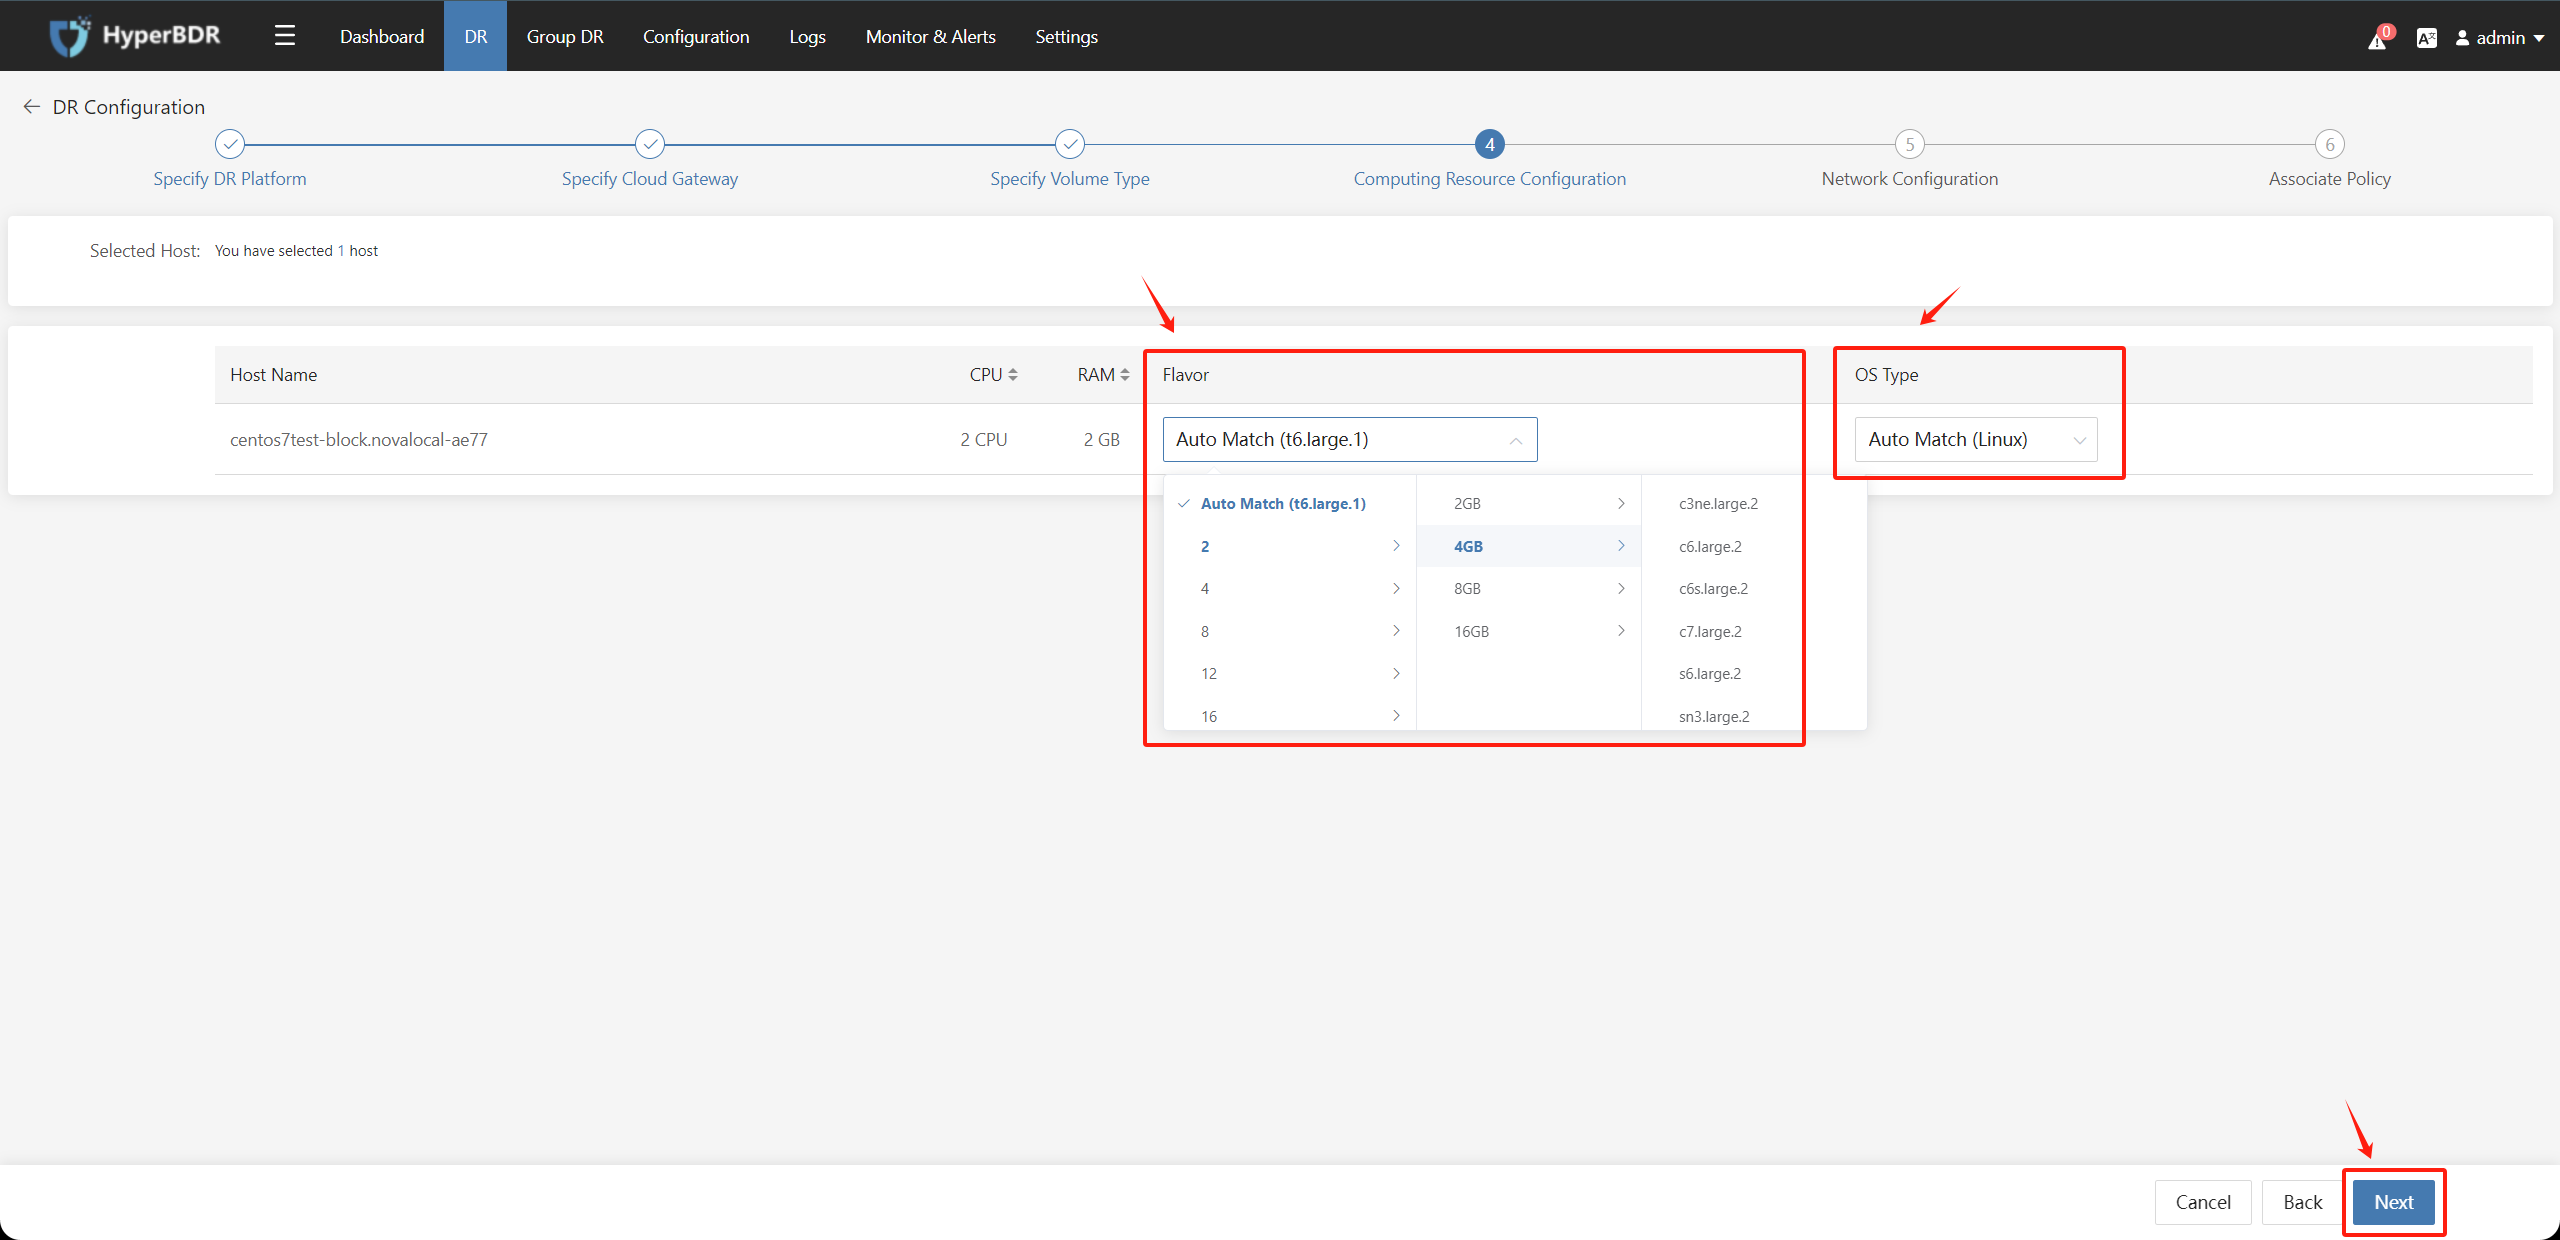 HyperBDR Dashboard DR Group DR Configuration Logs Monitor & Alerts Settings 0 admin
DR Configuration
4 5 6
Specify DR Platform Specify Cloud Gateway Specify Volume Type Computing Resource Configuration Network Configuration Associate Policy
Selected Host: You have selected 1 host
Host Name CPU RAM Flavor OS Type
centos7test-block.novalocal-ae77 2 CPU 2 GB Auto Match (t6.large.1) Auto Match (Linux)
Auto Match (t6.large.1) 2GB c3ne.large.2
2 4GB c6.large.2
4 8GB c6s.large.2
8 16GB c7.large.2
12 s6.large.2
16 sn3.large.2
Cancel Back Next